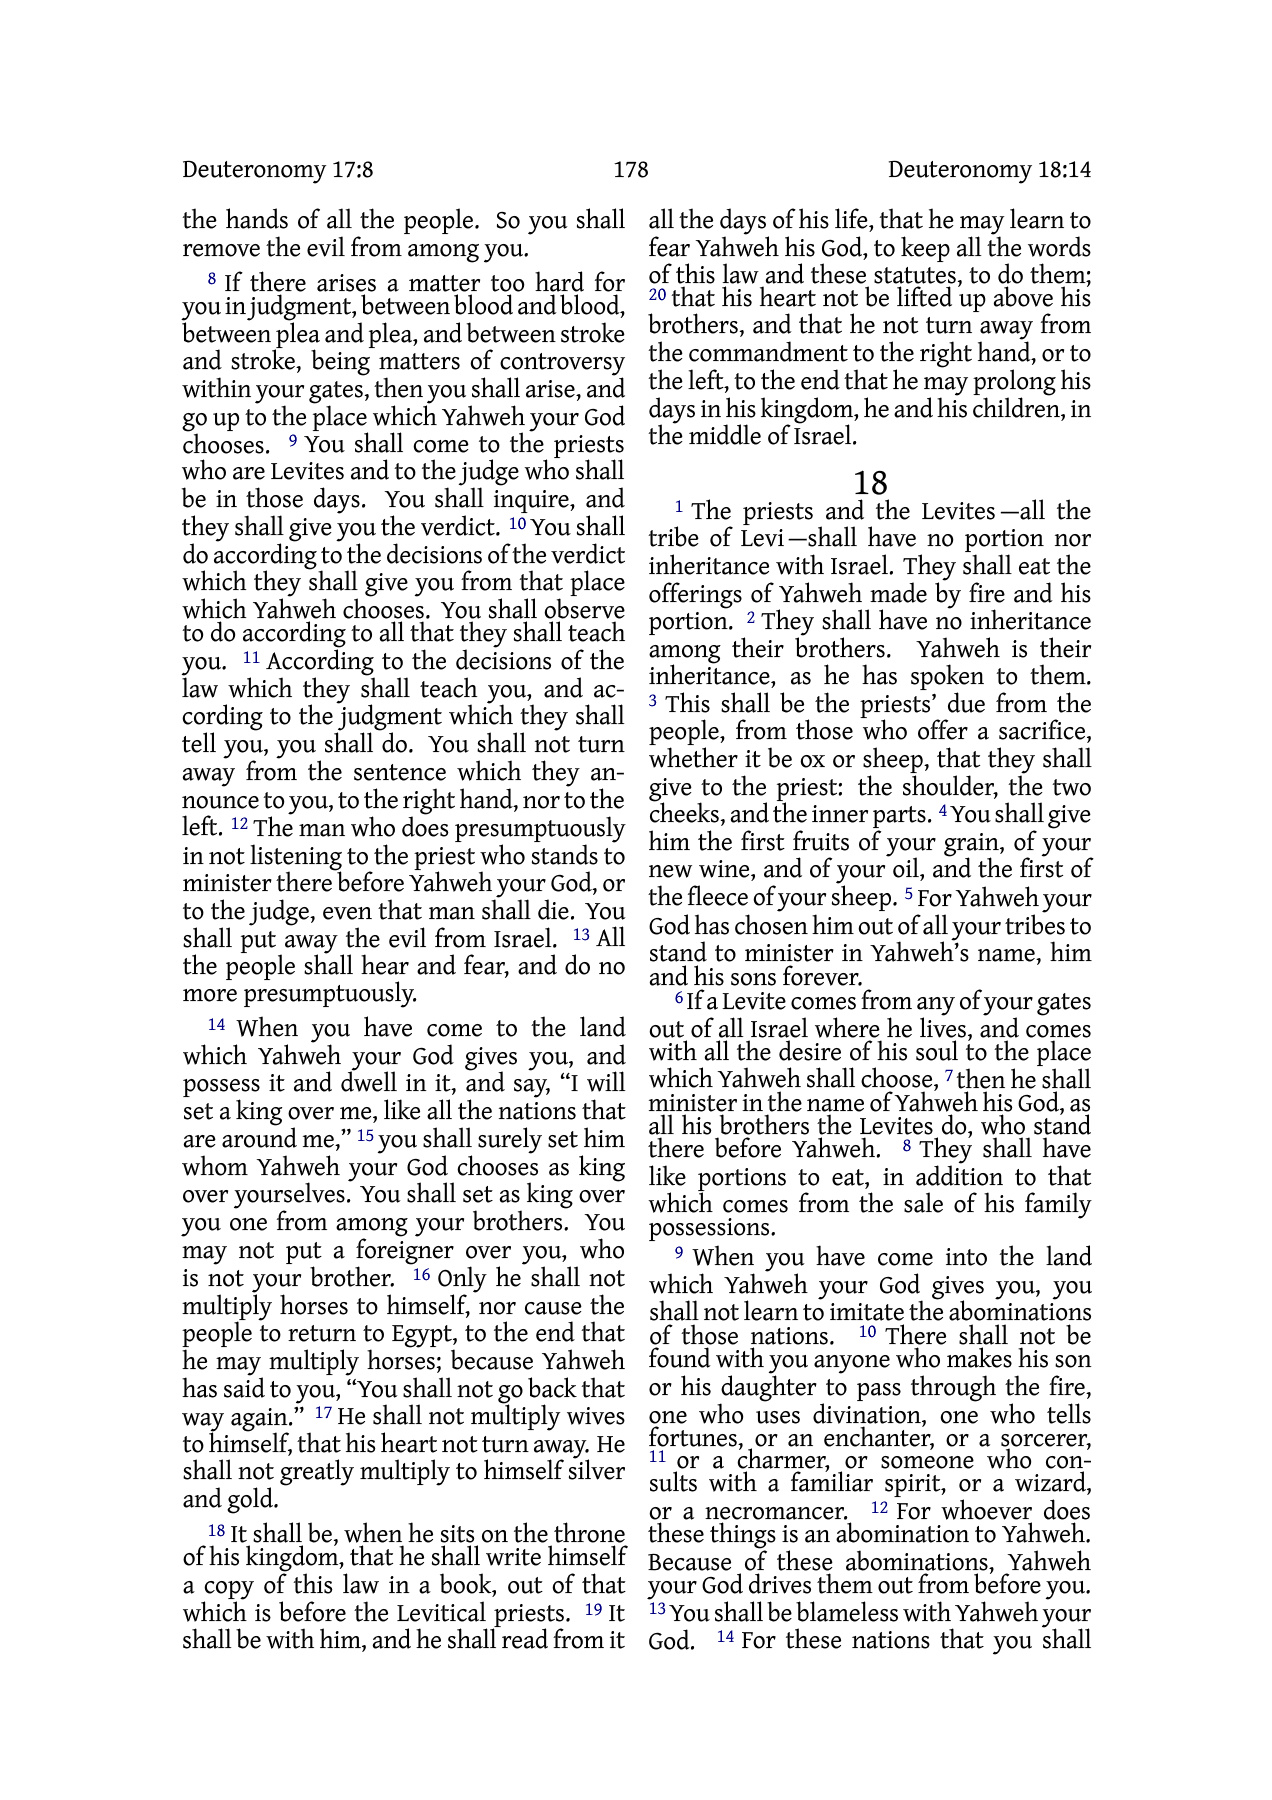 Deuteronomy 17:8 178 Deuteronomy 18:14
the hands of all the people. So you shall
remove the evil from among you.
8 If there arises a matter too hard for
you in judgment, between blood and blood,
between plea and plea, and between stroke
and stroke, being matters of controversy
within your gates, then you shall arise, and
go up to the place which Yahweh your God
chooses. 9 You shall come to the priests
who are Levites and to the judge who shall
be in those days. You shall inquire, and
they shall give you the verdict. 10 You shall
do according to the decisions of the verdict
which they shall give you from that place
which Yahweh chooses. You shall observe
to do according to all that they shall teach
you. 11 According to the decisions of the
law which they shall teach you, and ac-
cording to the judgment which they shall
tell you, you shall do. You shall not turn
away from the sentence which they an-
nounce to you, to the right hand, nor to the
left. 12 The man who does presumptuously
in not listening to the priest who stands to
minister there before Yahweh your God, or
to the judge, even that man shall die. You
shall put away the evil from Israel. 13 All
the people shall hear and fear, and do no
more presumptuously.
14 When you have come to the land
which Yahweh your God gives you, and
possess it and dwell in it, and say, “I will
set a king over me, like all the nations that
are around me,” 15 you shall surely set him
whom Yahweh your God chooses as king
over yourselves. You shall set as king over
you one from among your brothers. You
may not put a foreigner over you, who
is not your brother. 16 Only he shall not
multiply horses to himself, nor cause the
people to return to Egypt, to the end that
he may multiply horses; because Yahweh
has said to you, “You shall not go back that
way again.” 17 He shall not multiply wives
to himself, that his heart not turn away. He
shall not greatly multiply to himself silver
and gold.
18 It shall be, when he sits on the throne
of his kingdom, that he shall write himself
a copy of this law in a book, out of that
which is before the Levitical priests. 19 It
shall be with him, and he shall read from it
all the days of his life, that he may learn to
fear Yahweh his God, to keep all the words
of this law and these statutes, to do them;
20 that his heart not be lifted up above his
brothers, and that he not turn away from
the commandment to the right hand, or to
the left, to the end that he may prolong his
days in his kingdom, he and his children, in
the middle of Israel.
18
1 The priests and the Levites—all the
tribe of Levi—shall have no portion nor
inheritance with Israel. They shall eat the
offerings of Yahweh made by fire and his
portion. 2 They shall have no inheritance
among their brothers. Yahweh is their
inheritance, as he has spoken to them.
3 This shall be the priests’ due from the
people, from those who offer a sacrifice,
whether it be ox or sheep, that they shall
give to the priest: the shoulder, the two
cheeks, and the inner parts. 4 You shall give
him the first fruits of your grain, of your
new wine, and of your oil, and the first of
the fleece of your sheep. 5 For Yahweh your
God has chosen him out of all your tribes to
stand to minister in Yahweh’s name, him
and his sons forever.
6 If a Levite comes from any of your gates
out of all Israel where he lives, and comes
with all the desire of his soul to the place
which Yahweh shall choose, 7 then he shall
minister in the name of Yahweh his God, as
all his brothers the Levites do, who stand
there before Yahweh. 8 They shall have
like portions to eat, in addition to that
which comes from the sale of his family
possessions.
9 When you have come into the land
which Yahweh your God gives you, you
shall not learn to imitate the abominations
of those nations. 10 There shall not be
found with you anyone who makes his son
or his daughter to pass through the fire,
one who uses divination, one who tells
fortunes, or an enchanter, or a sorcerer,
11 or a charmer, or someone who con-
sults with a familiar spirit, or a wizard,
or a necromancer. 12 For whoever does
these things is an abomination to Yahweh.
Because of these abominations, Yahweh
your God drives them out from before you.
13 You shall be blameless with Yahweh your
God. 14 For these nations that you shall